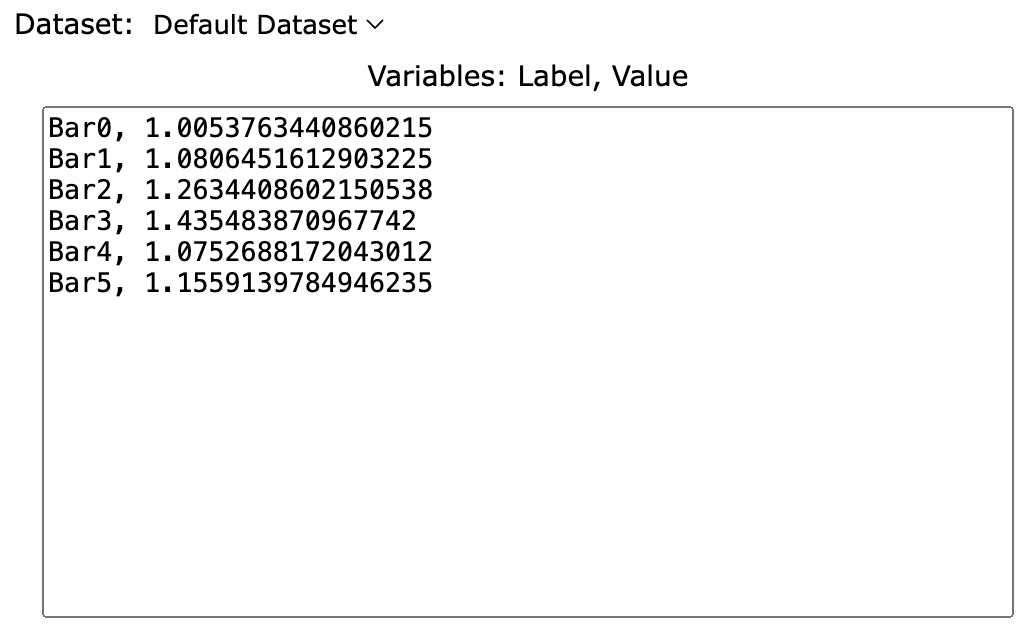 Dataset: Default Dataset
Variables: Label, Value
Bar0, 1.0053763440860215
Bar1, 1.0806451612903225
Bar2, 1.2634408602150538
Bar3, 1.435483870967742
Bar4, 1.0752688172043012
Bar5, 1.1559139784946235